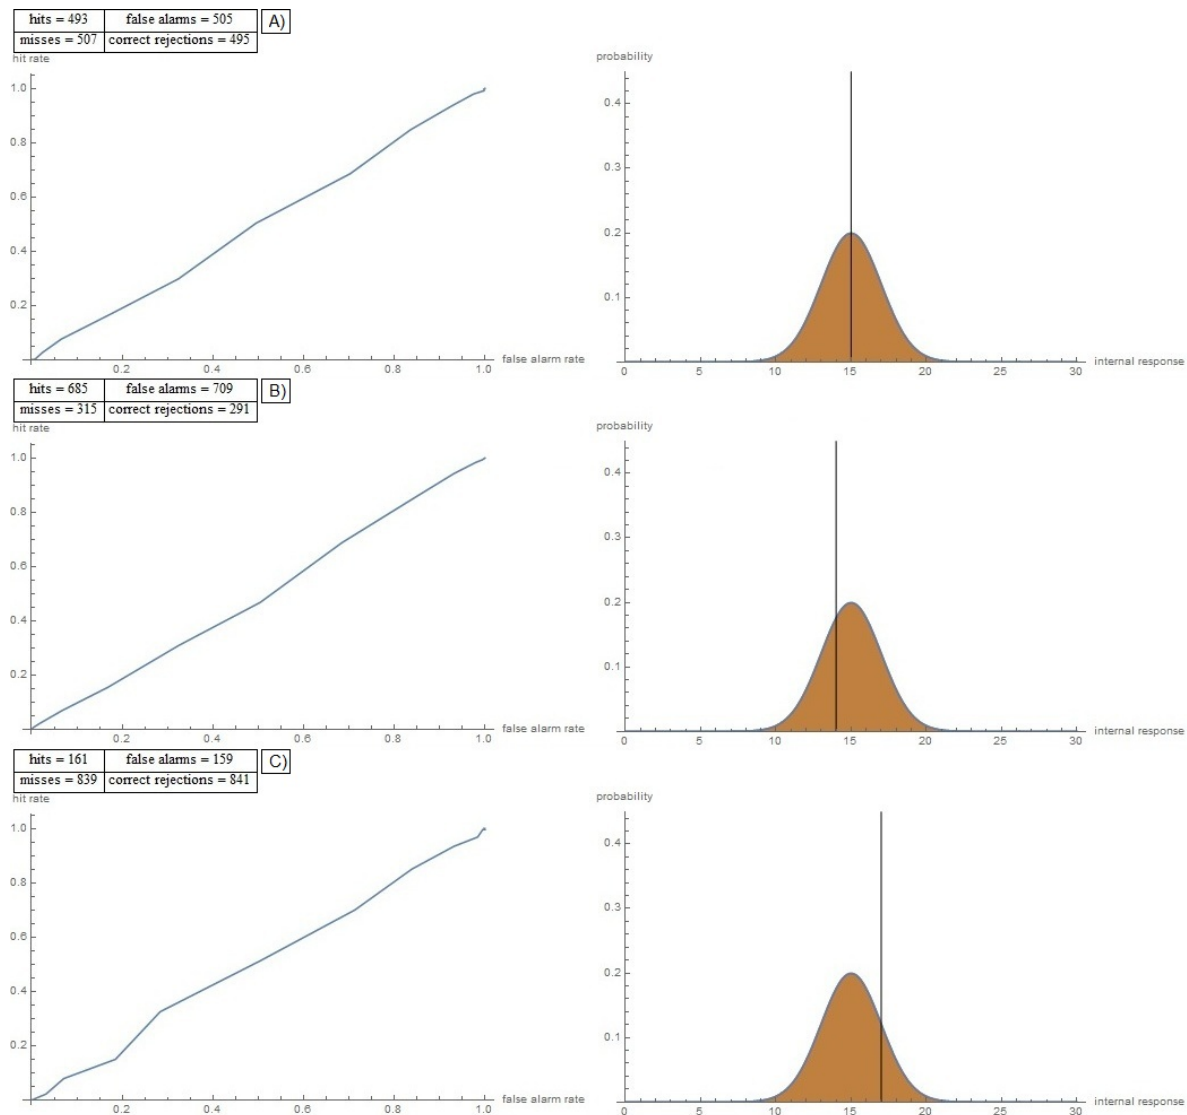 hits = 493 false alarms = 505 A)
misses = 507 correct rejections = 495
hit rate
1.0
0.8
0.6
0.4
0.2
0.2 0.4 0.6 0.8 1.0 false alarm rate
probability
0.4
0.3
0.2
0.1
0 5 10 15 20 25 30 internal response
hits = 685 false alarms = 709 B)
misses = 315 correct rejections = 291
hit rate
1.0
0.8
0.6
0.4
0.2
0.2 0.4 0.6 0.8 1.0 false alarm rate
probability
0.4
0.3
0.2
0.1
0 5 10 15 20 25 30 internal response
hits = 161 false alarms = 159 C)
misses = 839 correct rejections = 841
hit rate
1.0
0.8
0.6
0.4
0.2
0.2 0.4 0.6 0.8 1.0 false alarm rate
probability
0.4
0.3
0.2
0.1
0 5 10 15 20 25 30 internal response